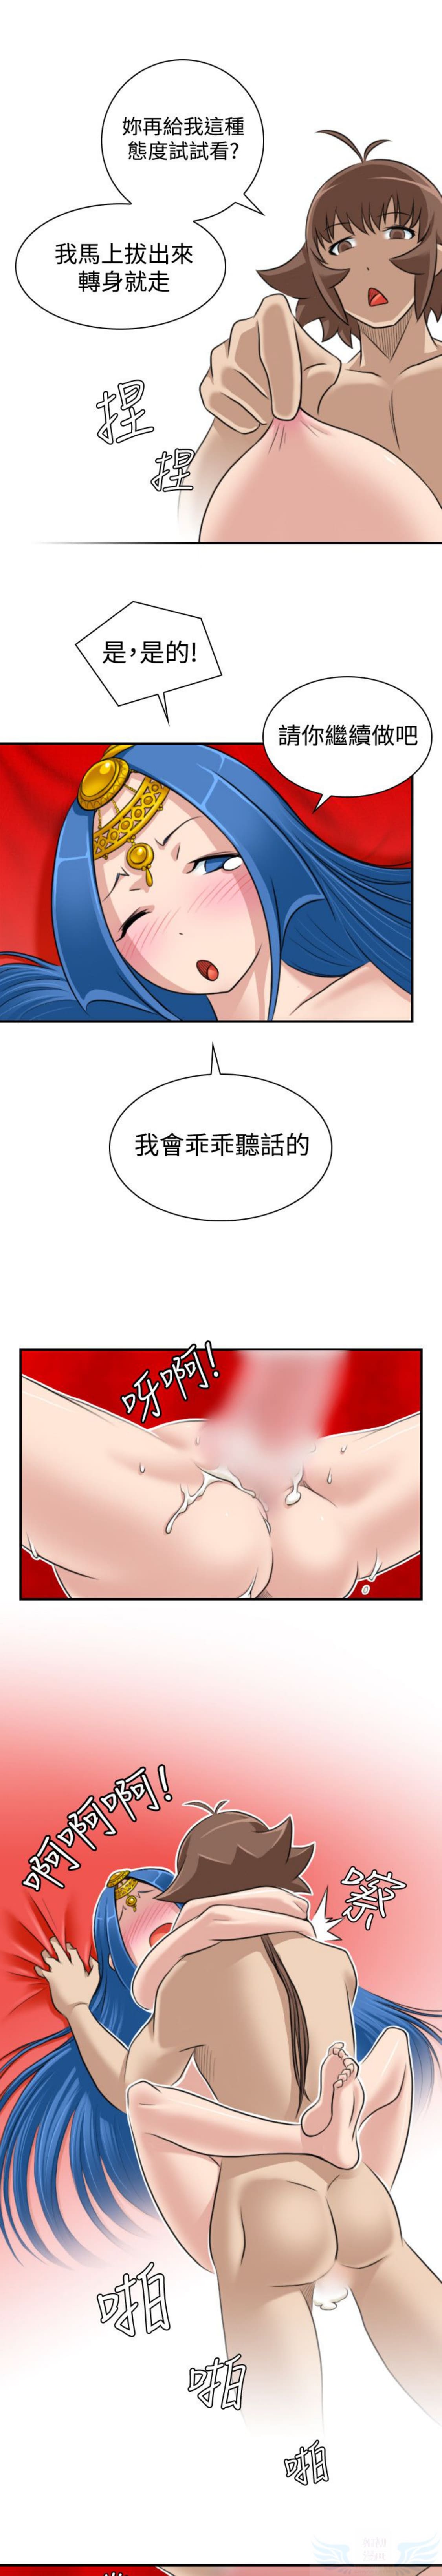 妳再給我這種
態度試試看?
我馬上拔出來
轉身就走
捏
捏
是，是的!
請你繼續做吧
我會乖乖聽話的
呀啊!
啊啊啊!
嚓
啪
啪
啪